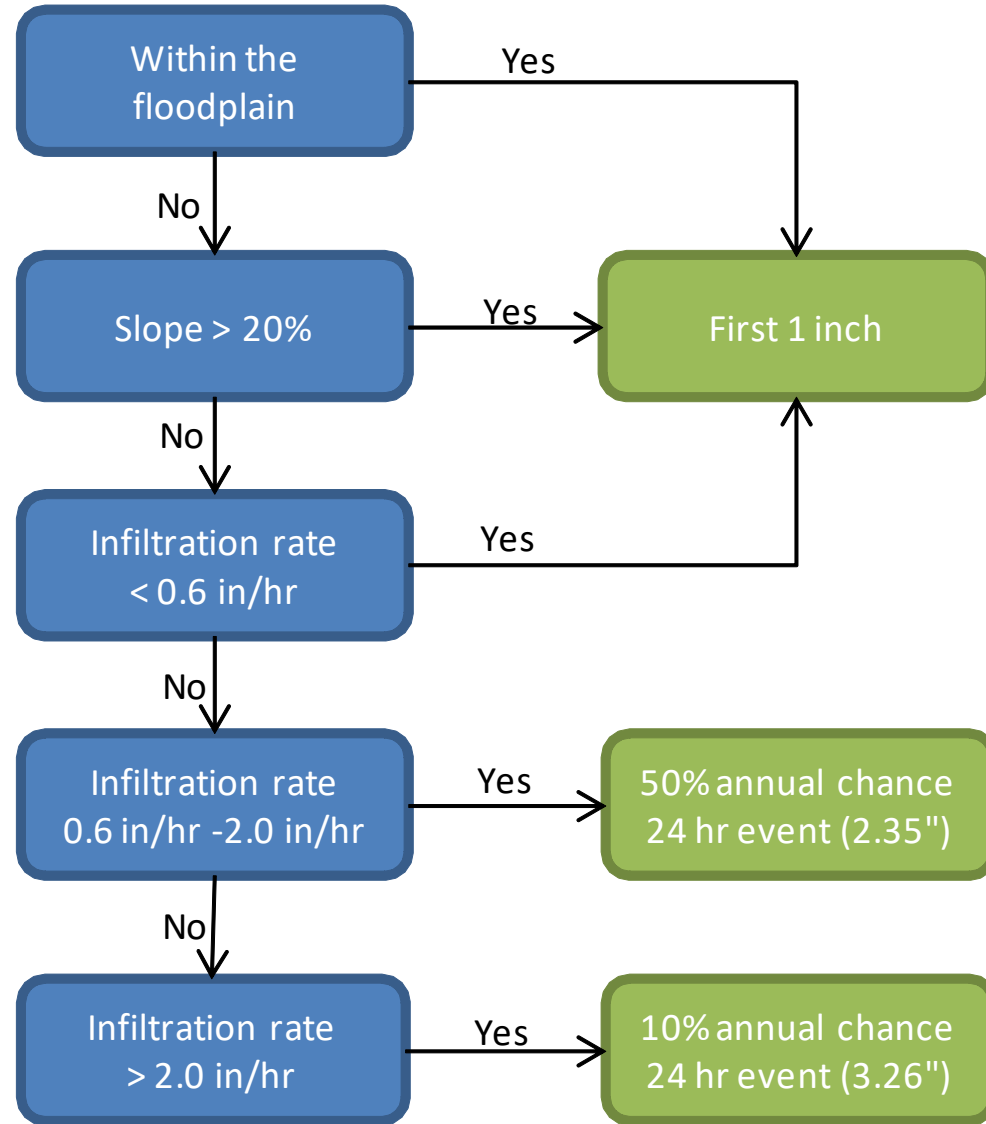 Within the
floodplain
Yes
No
Slope > 20%
Yes
First 1 inch
No
Infiltration rate
< 0.6 in/hr
Yes
No
Infiltration rate
0.6 in/hr -2.0 in/hr
Yes
50% annual chance
24 hr event (2.35")
No
Infiltration rate
> 2.0 in/hr
Yes
10% annual chance
24 hr event (3.26")